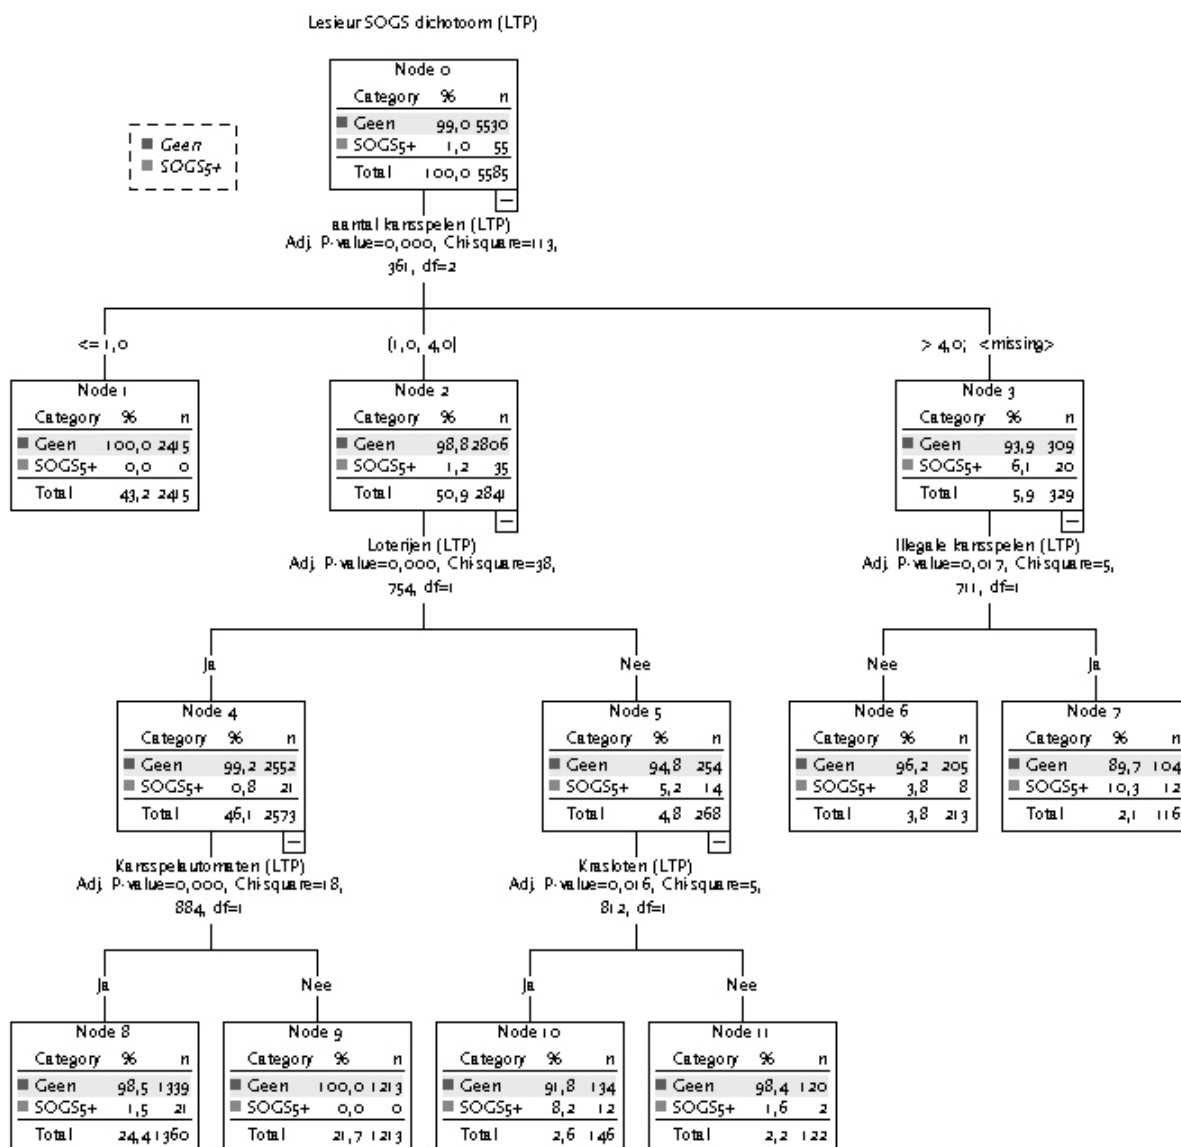 Lesieur SOGS dichotoom (LTP)
Geen
SOGS5+
Node 0
Category % n
Geen 99,0 5530
SOGS5+ 1,0 55
Total 100,0 5585
aantal kansspelen (LTP)
Adj. P-value=0,000, Chi-square=113,
361, df=2
<= 1,0
(1,0, 4,0]
> 4,0; <missing>
Node 1
Category % n
Geen 100,0 2415
SOGS5+ 0,0 0
Total 43,2 2415
Node 2
Category % n
Geen 98,8 2806
SOGS5+ 1,2 35
Total 50,9 2841
Node 3
Category % n
Geen 93,9 309
SOGS5+ 6,1 20
Total 5,9 329
Loterijen (LTP)
Adj. P-value=0,000, Chi-square=38,
754, df=1
Illegale kansspelen (LTP)
Adj. P-value=0,017, Chi-square=5,
711, df=1
Ja
Nee
Nee
Ja
Node 4
Category % n
Geen 99,2 2552
SOGS5+ 0,8 21
Total 46,1 2573
Node 5
Category % n
Geen 94,8 254
SOGS5+ 5,2 14
Total 4,8 268
Node 6
Category % n
Geen 96,2 205
SOGS5+ 3,8 8
Total 3,8 213
Node 7
Category % n
Geen 89,7 104
SOGS5+ 10,3 12
Total 2,1 116
Kansspelautomaten (LTP)
Adj. P-value=0,000, Chi-square=18,
884, df=1
Krasloten (LTP)
Adj. P-value=0,016, Chi-square=5,
812, df=1
Ja
Nee
Ja
Nee
Node 8
Category % n
Geen 98,5 1339
SOGS5+ 1,5 21
Total 24,4 1360
Node 9
Category % n
Geen 100,0 1213
SOGS5+ 0,0 0
Total 21,7 1213
Node 10
Category % n
Geen 91,8 134
SOGS5+ 8,2 12
Total 2,6 146
Node 11
Category % n
Geen 98,4 120
SOGS5+ 1,6 2
Total 2,2 122